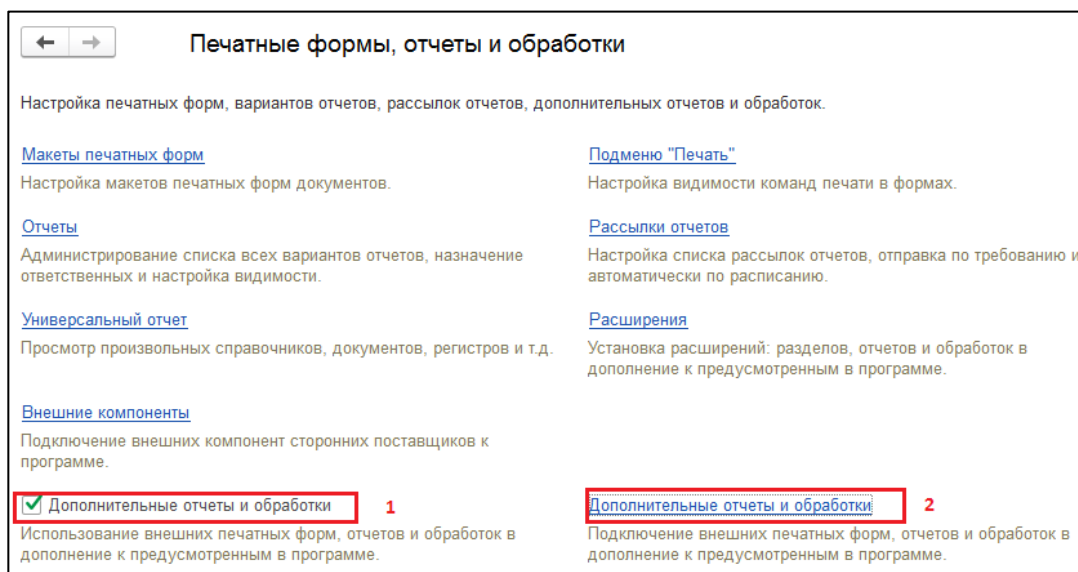 Печатные формы, отчеты и обработки
Настройка печатных форм, вариантов отчетов, рассылок отчетов, дополнительных отчетов и обработок.
Макеты печатных форм
Настройка макетов печатных форм документов.
Подменю "Печать"
Настройка видимости команд печати в формах.
Отчеты
Администрирование списка всех вариантов отчетов, назначение
ответственных и настройка видимости.
Рассылки отчетов
Настройка списка рассылок отчетов, отправка по требованию и
автоматически по расписанию.
Универсальный отчет
Просмотр произвольных справочников, документов, регистров и т.д.
Расширения
Установка расширений: разделов, отчетов и обработок в
дополнение к предусмотренным в программе.
Внешние компоненты
Подключение внешних компонент сторонних поставщиков к
программе.
Дополнительные отчеты и обработки 1
Использование внешних печатных форм, отчетов и обработок в
дополнение к предусмотренным в программе.
Дополнительные отчеты и обработки 2
Подключение внешних печатных форм, отчетов и обработок в
дополнение к предусмотренным в программе.